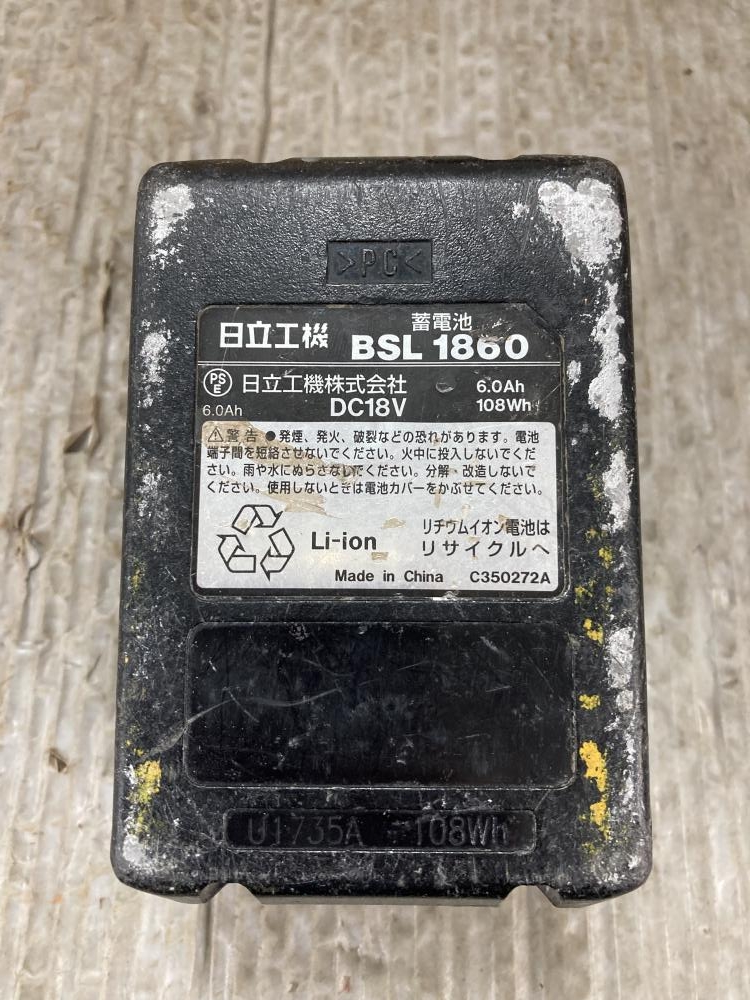 >PC<
日立工機 蓄電池
BSL 1860
PSE 日立工機株式会社 6.0Ah
6.0Ah DC18V 108Wh
⚠警告 ●発煙、発火、破裂などの恐れがあります。電池
端子間を短絡させないでください。火中に投入しないでくだ
さい。雨や水にぬらさないでください。分解・改造しないで
ください。使用しないときは電池カバーをかぶせてください。
Li-ion リチウムイオン電池は
リサイクルへ
Made in China C350272A
U1735A 108Wh